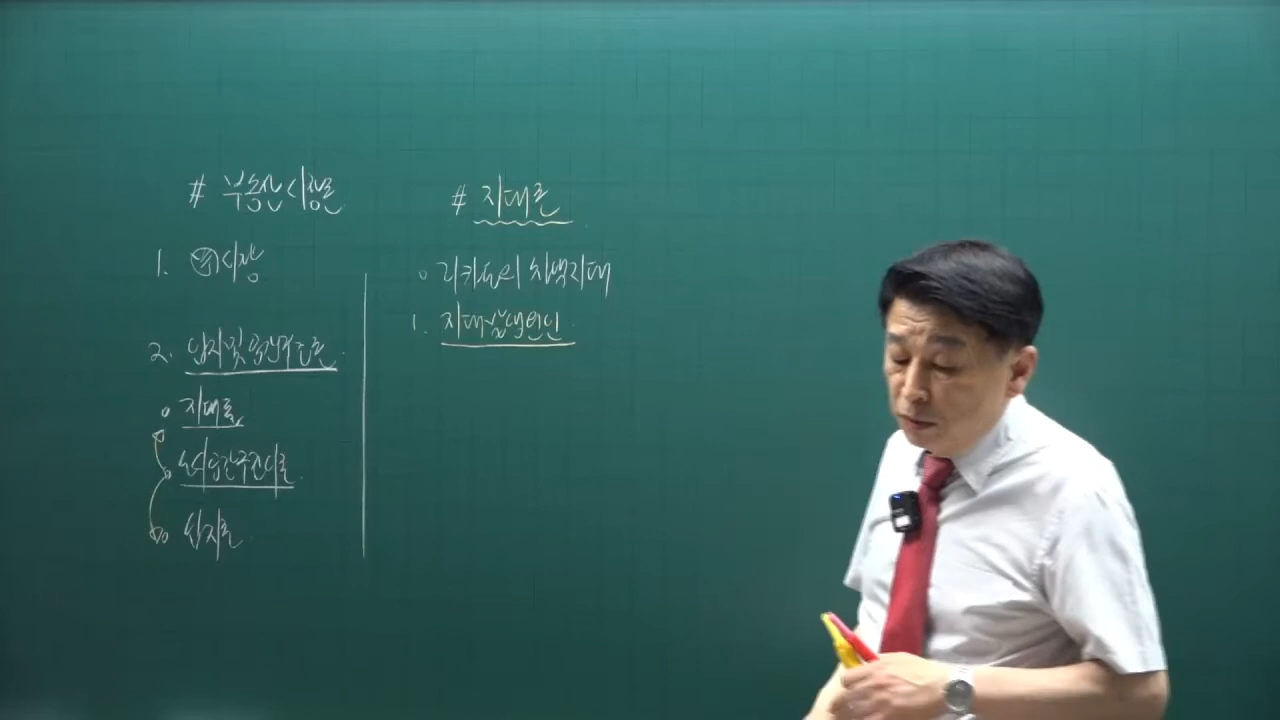 # 부동산시장론
1. 시장
2. 입지 및 공간구조론
○ 지대론
○ 도시공간구조이론
○ 입지론
# 지대론
○ 리카도의 차액지대
1. 지대발생원인